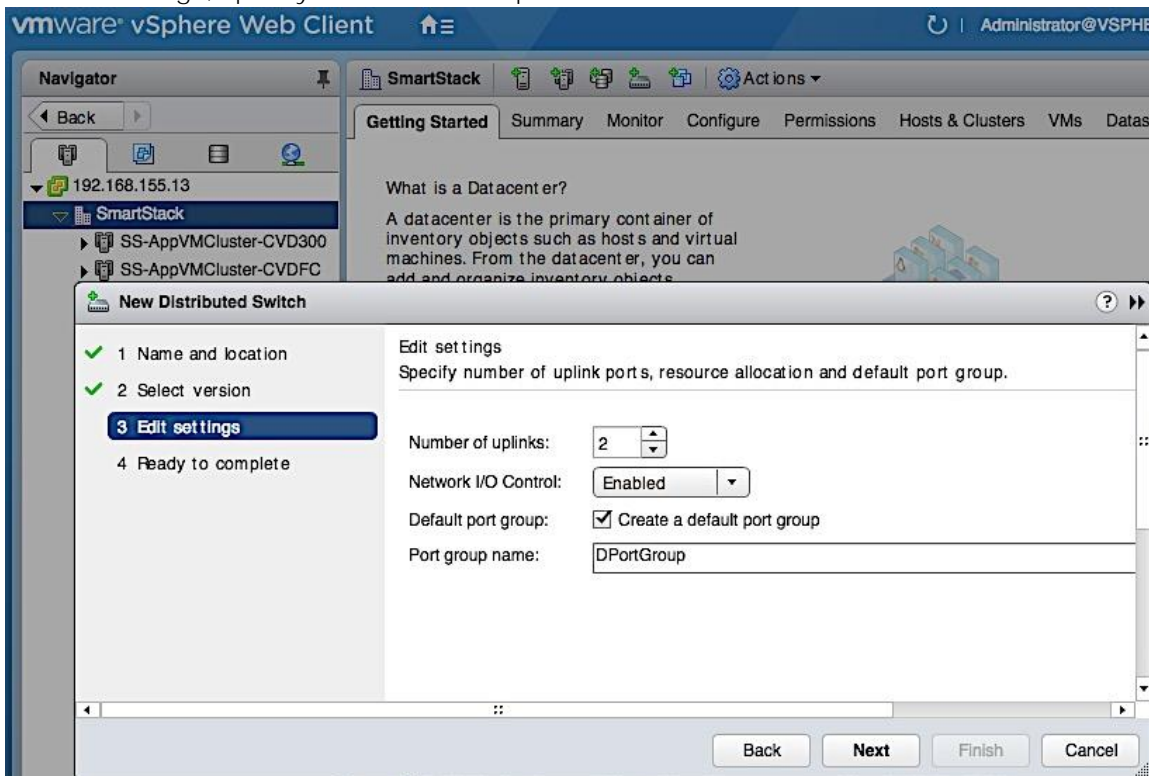 vmware® vSphere Web Client
Administrator@VSPHE
Navigator
Back
192.168.155.13
SmartStack
SS-AppVMCluster-CVD300
SS-AppVMCluster-CVDFC
SmartStack
Actions
Getting Started Summary Monitor Configure Permissions Hosts & Clusters VMs Datas
What is a Datacenter?
A datacenter is the primary container of
inventory objects such as hosts and virtual
machines. From the datacenter, you can
add and organize inventory objects.
New Distributed Switch
?
1 Name and location
2 Select version
3 Edit settings
4 Ready to complete
Edit settings
Specify number of uplink ports, resource allocation and default port group.
Number of uplinks: 2
Network I/O Control: Enabled
Default port group: Create a default port group
Port group name: DPortGroup
Back Next Finish Cancel